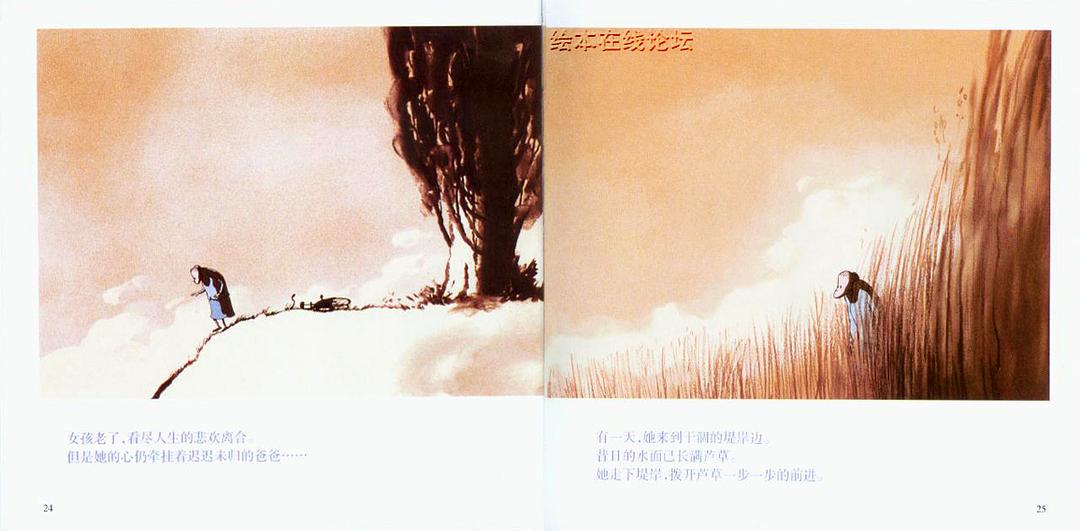 绘本在线论坛
女孩老了,看尽人生的悲欢离合。
但是她的心仍牵挂着迟迟未归的爸爸……
24
有一天,她来到干涸的堤岸边。
昔日的水面已长满芦草。
她走下堤岸,拨开芦草一步一步的前进。
25